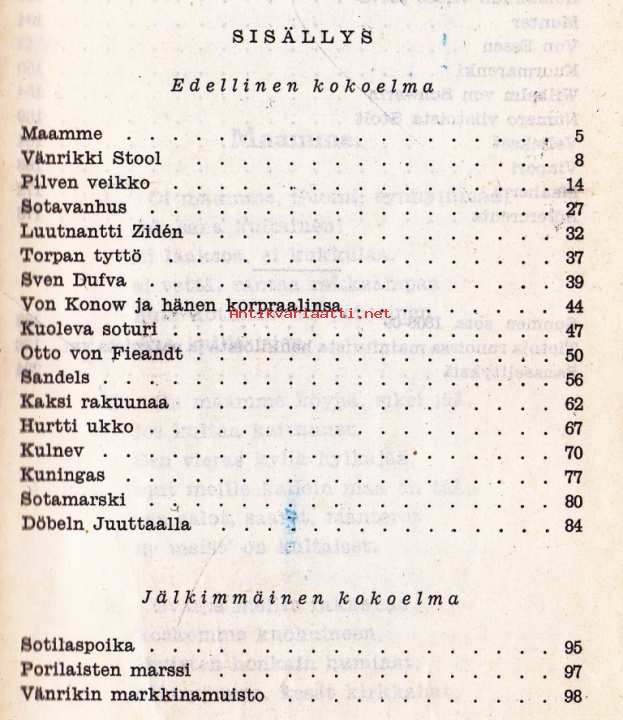 SISÄLLYS
Edellinen kokoelma
Maamme . . . . . . . . . . . . . . . . . . 5
Vänrikki Stool . . . . . . . . . . . . . . . . 8
Pilven veikko . . . . . . . . . . . . . . . . 14
Sotavanhus . . . . . . . . . . . . . . . . 27
Luutnantti Zidén . . . . . . . . . . . . . . . 32
Torpan tyttö . . . . . . . . . . . . . . . . 37
Sven Dufva . . . . . . . . . . . . . . . . 39
Von Konow ja hänen korpraalinsa . . . . . . . . . 44
Kuoleva soturi . . . . . . . . . . . . . . . . 47
Otto von Fieandt . . . . . . . . . . . . . . . 50
Sandels . . . . . . . . . . . . . . . . . . 56
Kaksi rakuunaa . . . . . . . . . . . . . . . 62
Hurtti ukko . . . . . . . . . . . . . . . . 67
Kulnev . . . . . . . . . . . . . . . . . . 70
Kuningas . . . . . . . . . . . . . . . . . 77
Sotamarski . . . . . . . . . . . . . . . . 80
Döbeln Juuttaalla . . . . . . . . . . . . . . 84
Antikvariaatti.net
Jälkimmäinen kokoelma
Sotilaspoika . . . . . . . . . . . . . . . . 95
Porilaisten marssi . . . . . . . . . . . . . . 97
Vänrikin markkinamuisto . . . . . . . . . . . . 98